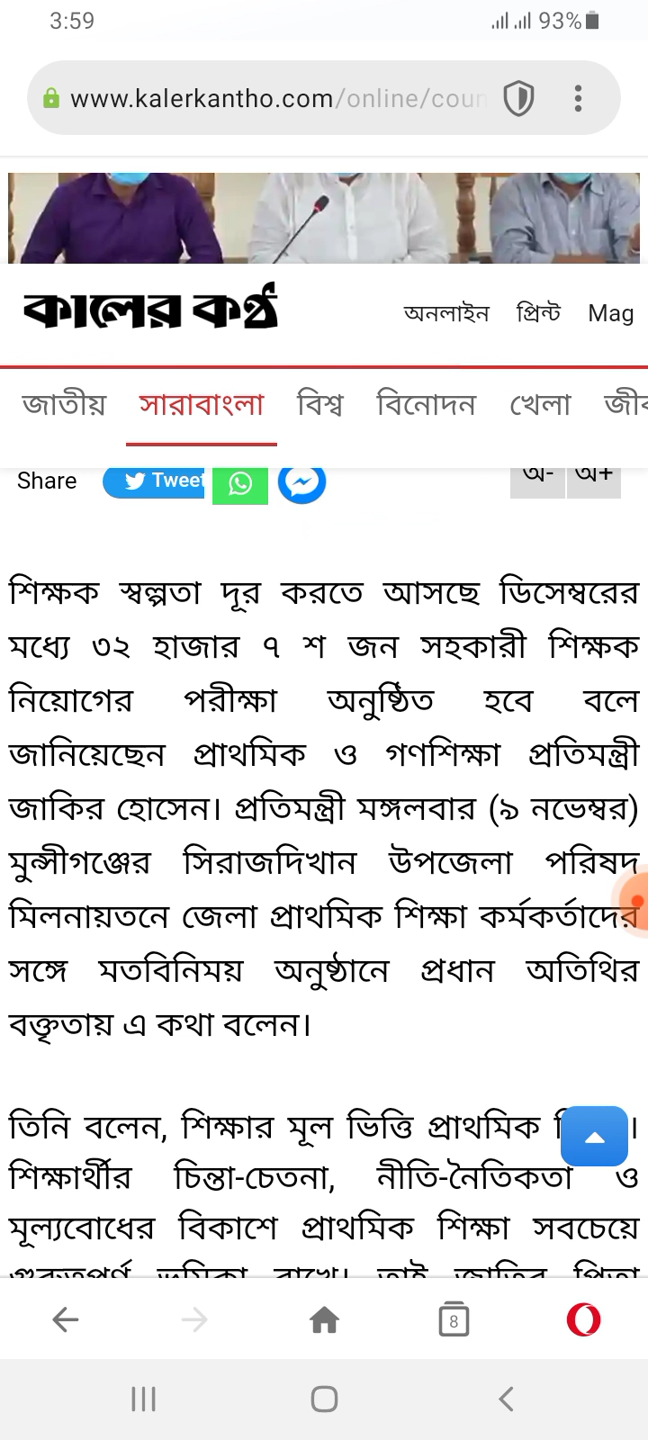 3:59
93%
www.kalerkantho.com/online/coun
কালের কণ্ঠ
অনলাইন প্রিন্ট Mag
জাতীয় সারাবাংলা বিশ্ব বিনোদন খেলা
Share Tweet অ- অ+
শিক্ষক স্বল্পতা দূর করতে আসছে ডিসেম্বরের
মধ্যে ৩২ হাজার ৭ শ জন সহকারী শিক্ষক
নিয়োগের পরীক্ষা অনুষ্ঠিত হবে বলে
জানিয়েছেন প্রাথমিক ও গণশিক্ষা প্রতিমন্ত্রী
জাকির হোসেন। প্রতিমন্ত্রী মঙ্গলবার (৯ নভেম্বর)
মুন্সীগঞ্জের সিরাজদিখান উপজেলা পরিষদ
মিলনায়তনে জেলা প্রাথমিক শিক্ষা কর্মকর্তাদের
সঙ্গে মতবিনিময় অনুষ্ঠানে প্রধান অতিথির
বক্তৃতায় এ কথা বলেন।
তিনি বলেন, শিক্ষার মূল ভিত্তি প্রাথমিক ।
শিক্ষার্থীর চিন্তা-চেতনা, নীতি-নৈতিকতা ও
মূল্যবোধের বিকাশে প্রাথমিক শিক্ষা সবচেয়ে
গুরুত্বপূর্ণ ভূমিকা রাখে। তাই জাতির পিতা
8